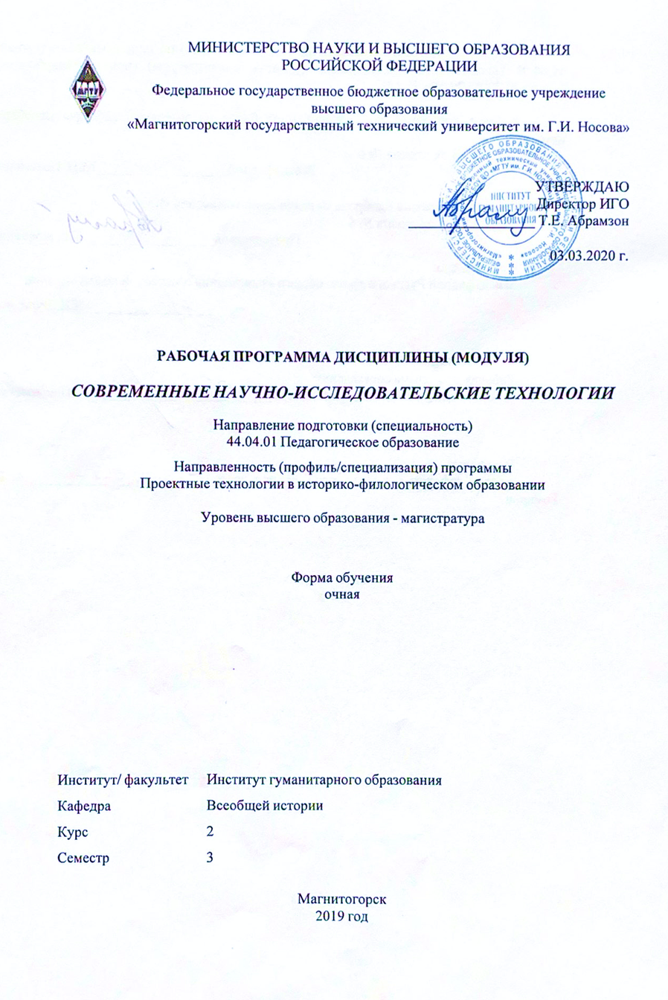 МИНИСТЕРСТВО НАУКИ И ВЫСШЕГО ОБРАЗОВАНИЯ
РОССИЙСКОЙ ФЕДЕРАЦИИ
МГТУ
Федеральное государственное бюджетное образовательное учреждение
высшего образования
«Магнитогорский государственный технический университет им. Г.И. Носова»
УТВЕРЖДАЮ
Директор ИГО
Т.Е. Абрамзон
ИНСТИТУТ
ГУМАНИТАРНОГО
ОБРАЗОВАНИЯ
03.03.2020 г.
РАБОЧАЯ ПРОГРАММА ДИСЦИПЛИНЫ (МОДУЛЯ)
СОВРЕМЕННЫЕ НАУЧНО-ИССЛЕДОВАТЕЛЬСКИЕ ТЕХНОЛОГИИ
Направление подготовки (специальность)
44.04.01 Педагогическое образование
Направленность (профиль/специализация) программы
Проектные технологии в историко-филологическом образовании
Уровень высшего образования - магистратура
Форма обучения
очная
Институт/ факультет Институт гуманитарного образования
Кафедра Всеобщей истории
Курс 2
Семестр 3
Магнитогорск
2019 год